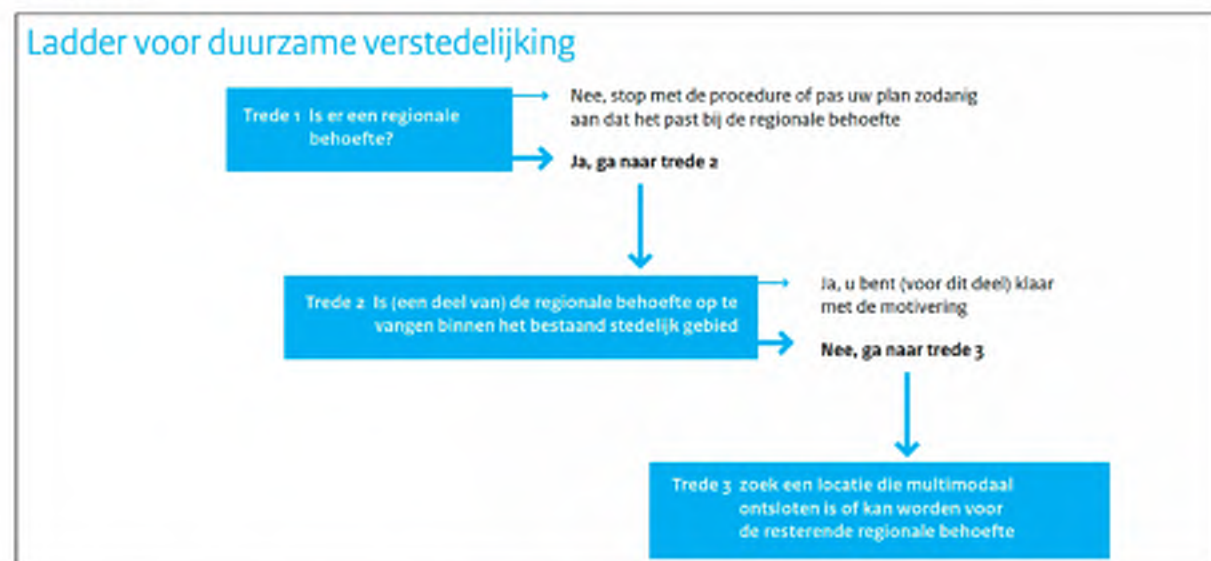 Ladder voor duurzame verstedelijking
Trede 1 Is er een regionale
behoefte?
Nee, stop met de procedure of pas uw plan zodanig
aan dat het past bij de regionale behoefte
Ja, ga naar trede 2
Trede 2 Is (een deel van) de regionale behoefte op te
vangen binnen het bestaand stedelijk gebied
Ja, u bent (voor dit deel) klaar
met de motivering
Nee, ga naar trede 3
Trede 3 zoek een locatie die multimodaal
ontsloten is of kan worden voor
de resterende regionale behoefte